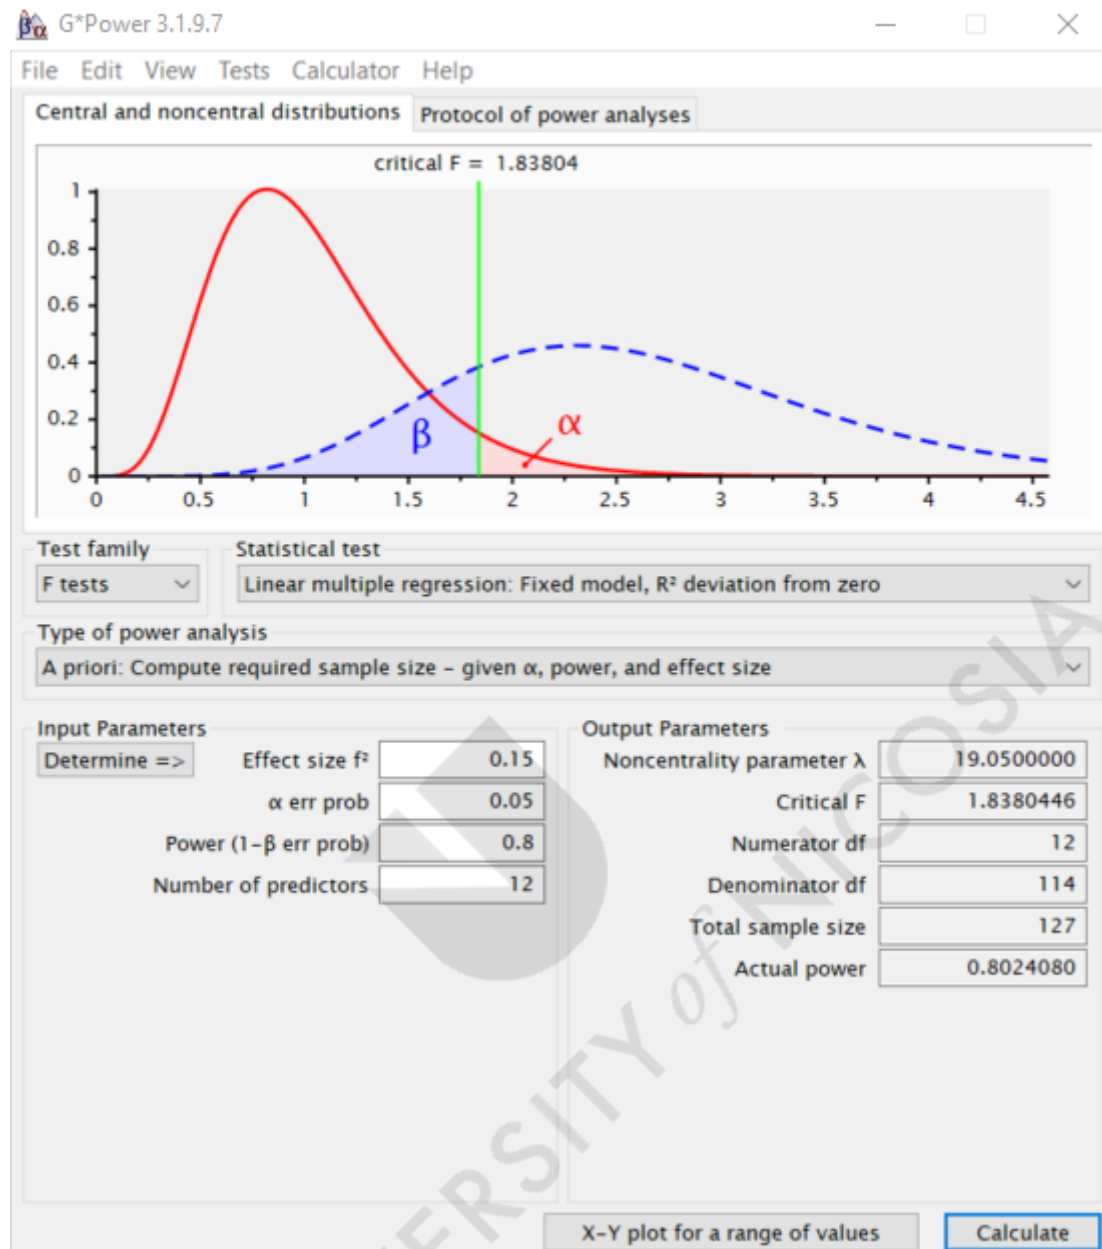 G*Power 3.1.9.7
File Edit View Tests Calculator Help
Central and noncentral distributions Protocol of power analyses
critical F = 1.83804
1
0.8
0.6
0.4
0.2
0
β
α
0 0.5 1 1.5 2 2.5 3 3.5 4 4.5
Test family Statistical test
F tests Linear multiple regression: Fixed model, R² deviation from zero
Type of power analysis
A priori: Compute required sample size – given α, power, and effect size
Input Parameters Output Parameters
Determine => Effect size f² 0.15 Noncentrality parameter λ 19.0500000
α err prob 0.05 Critical F 1.8380446
Power (1-β err prob) 0.8 Numerator df 12
Number of predictors 12 Denominator df 114
Total sample size 127
Actual power 0.8024080
X-Y plot for a range of values Calculate
ERSITY of NICOSIA